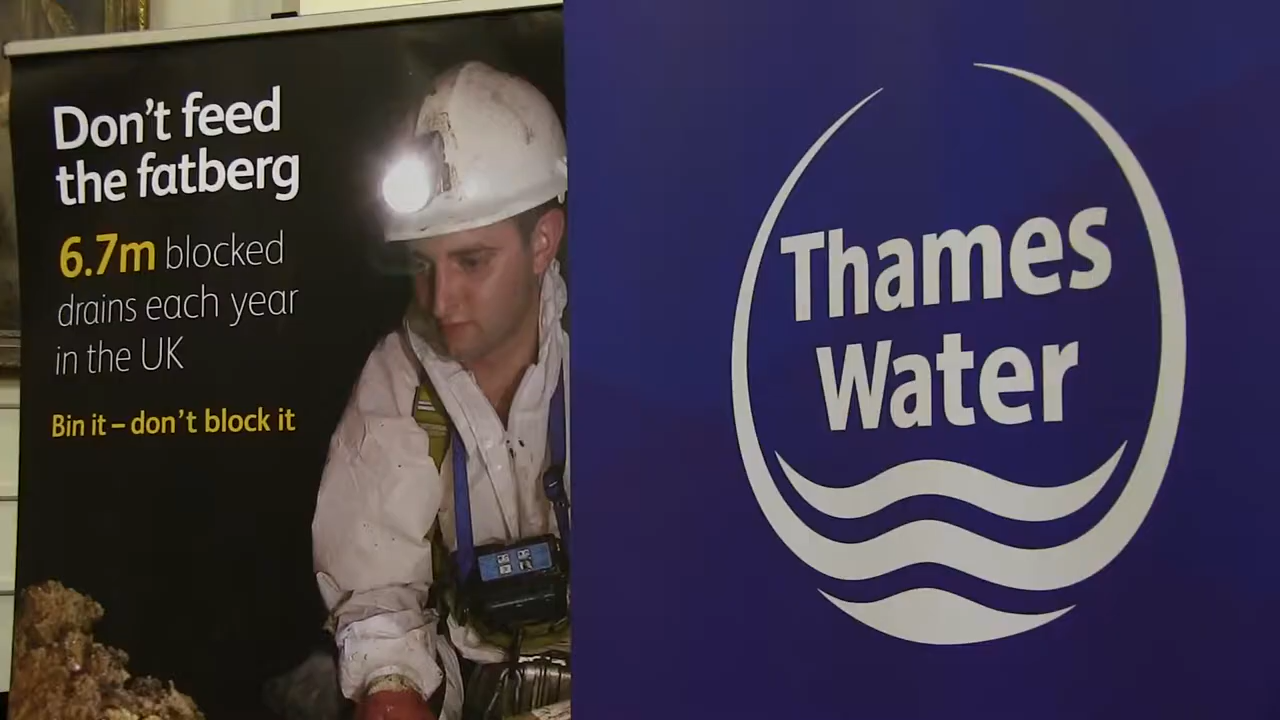 Don't feed
the fatberg
6.7m blocked
drains each year
in the UK
Bin it – don't block it
Thames
Water